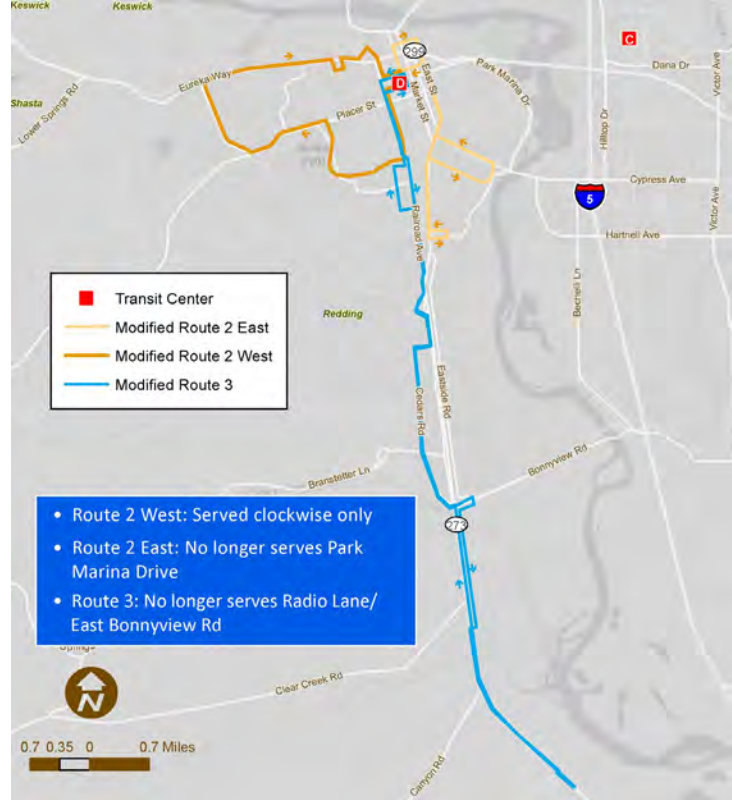 Keswick
Keswick
299
C
Dana Dr
Victor Ave
Eureka Way
East St
Park Marina Dr
D
Market St
Hilltop Dr
Shasta
Lower Springs Rd
Placer St
Cypress Ave
5
Victor Ave
Hartnell Ave
Railroad Ave
Bechelli Ln
Transit Center
Modified Route 2 East
Modified Route 2 West
Modified Route 3
Redding
Eastside Rd
Cedars Rd
Branstetter Ln
Bonnyview Rd
• Route 2 West: Served clockwise only
• Route 2 East: No longer serves Park
Marina Drive
• Route 3: No longer serves Radio Lane/
East Bonnyview Rd
273
Clear Creek Rd
N
Canyon Rd
0.7 0.35 0 0.7 Miles